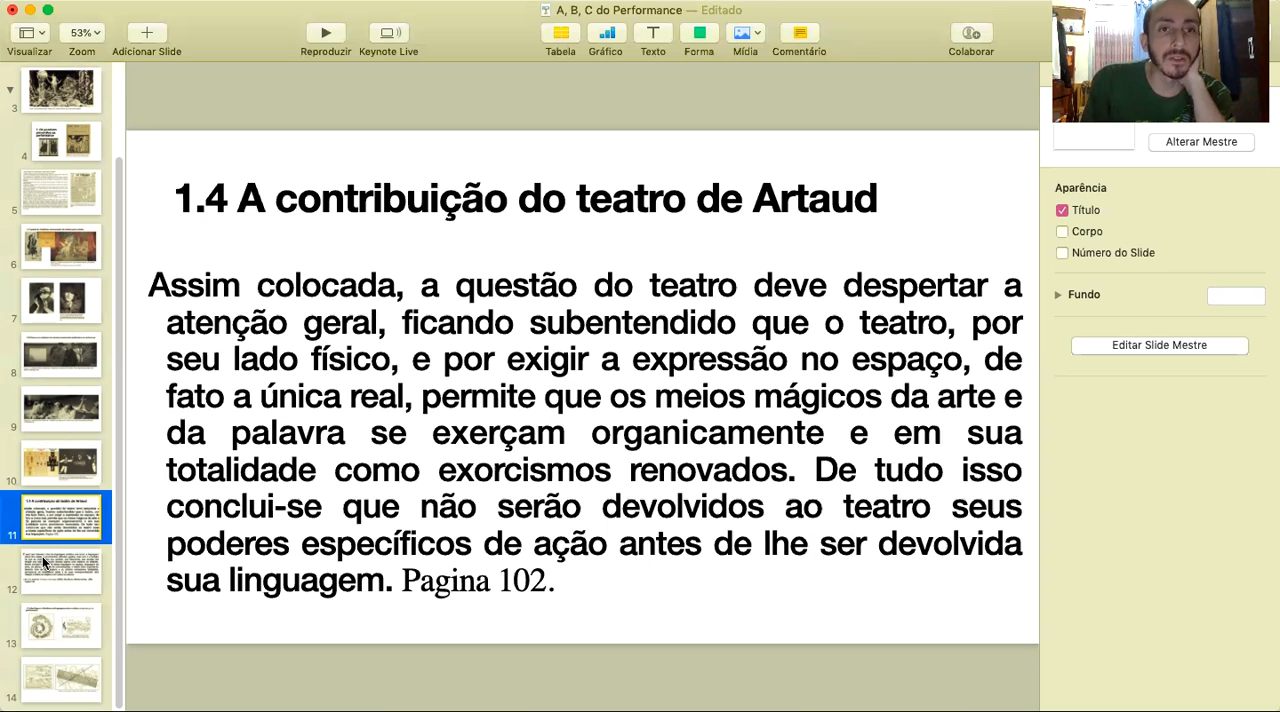 A, B, C do Performance — Editado
53%
Visualizar Zoom Adicionar Slide Reproduzir Keynote Live Tabela Gráfico Texto Forma Mídia Comentário Colaborar
3
4
5
6
7
8
9
10
11
12
13
14
1.4 A contribuição do teatro de Artaud
Assim colocada, a questão do teatro deve despertar a
atenção geral, ficando subentendido que o teatro, por
seu lado físico, e por exigir a expressão no espaço, de
fato a única real, permite que os meios mágicos da arte e
da palavra se exerçam organicamente e em sua
totalidade como exorcismos renovados. De tudo isso
conclui-se que não serão devolvidos ao teatro seus
poderes específicos de ação antes de lhe ser devolvida
sua linguagem. Pagina 102.
Alterar Mestre
Aparência
Título
Corpo
Número do Slide
Fundo
Editar Slide Mestre